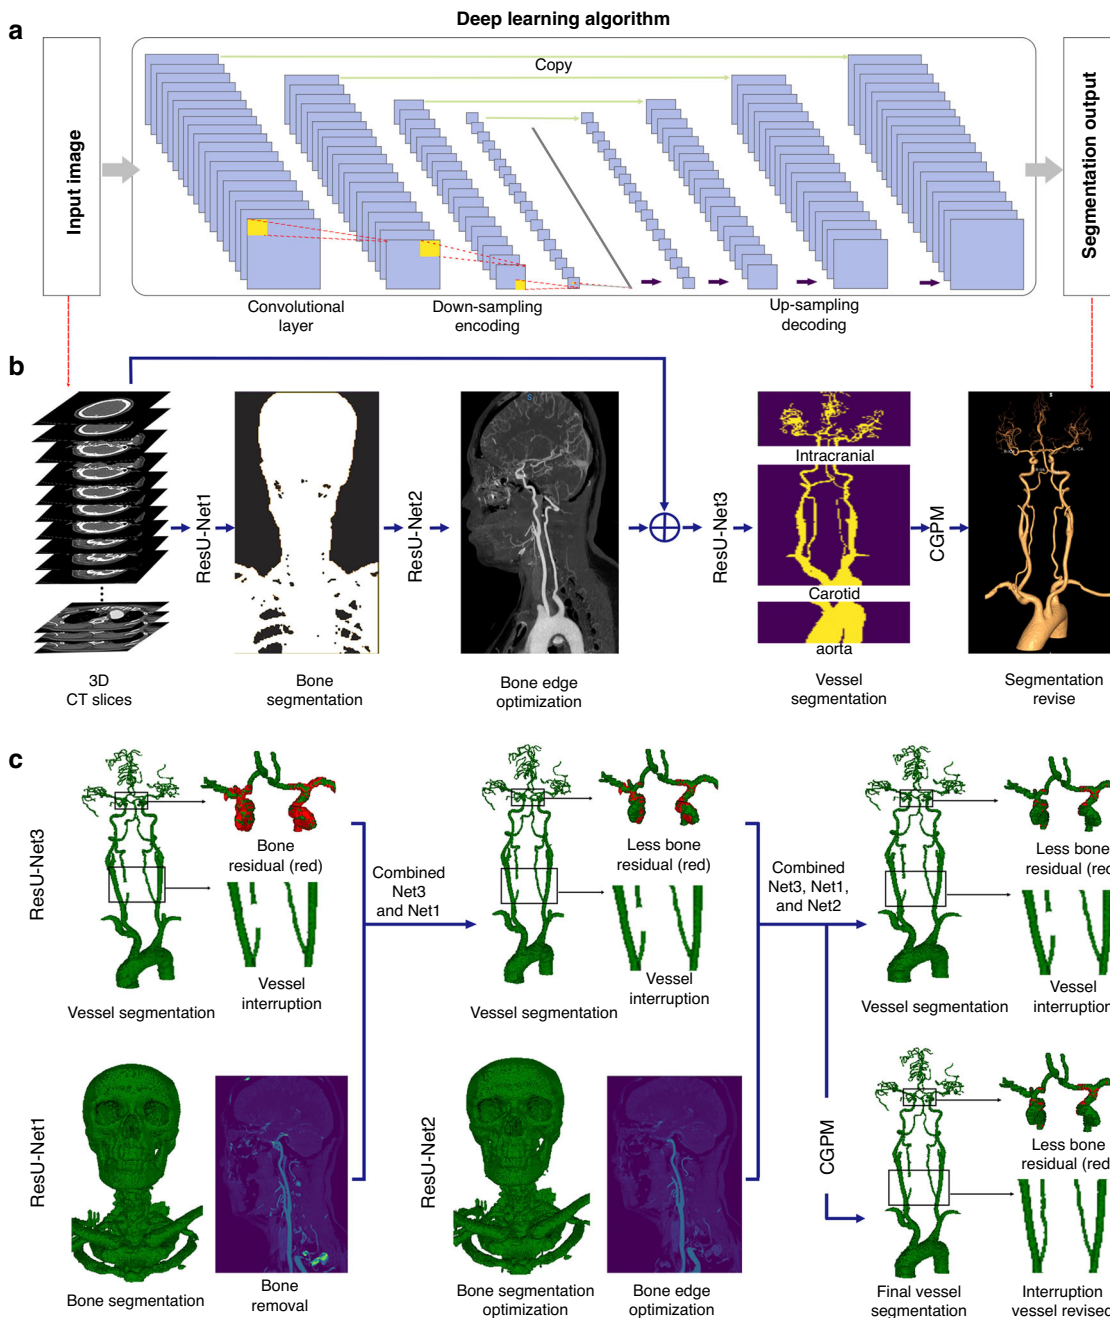 Deep learning algorithm
a
Input image
Copy
Convolutional
layer
Down-sampling
encoding
Up-sampling
decoding
Segmentation output
b
ResU-Net1
ResU-Net2
S
ResU-Net3
Intracranial
Carotid
aorta
CGPM
S
3D
CT slices
Bone
segmentation
Bone edge
optimization
Vessel
segmentation
Segmentation
revise
c
ResU-Net3
Bone
residual (red)
Vessel
interruption
Vessel segmentation
Combined
Net3
and Net1
Less bone
residual (red)
Vessel
interruption
Vessel segmentation
Combined
Net3, Net1,
and Net2
Less bone
residual (red
Vessel
interruption
Vessel segmentation
ResU-Net1
Bone segmentation
Bone
removal
ResU-Net2
Bone segmentation
optimization
Bone edge
optimization
CGPM
Less bone
residual (red
Final vessel
segmentation
Interruption
vessel revised